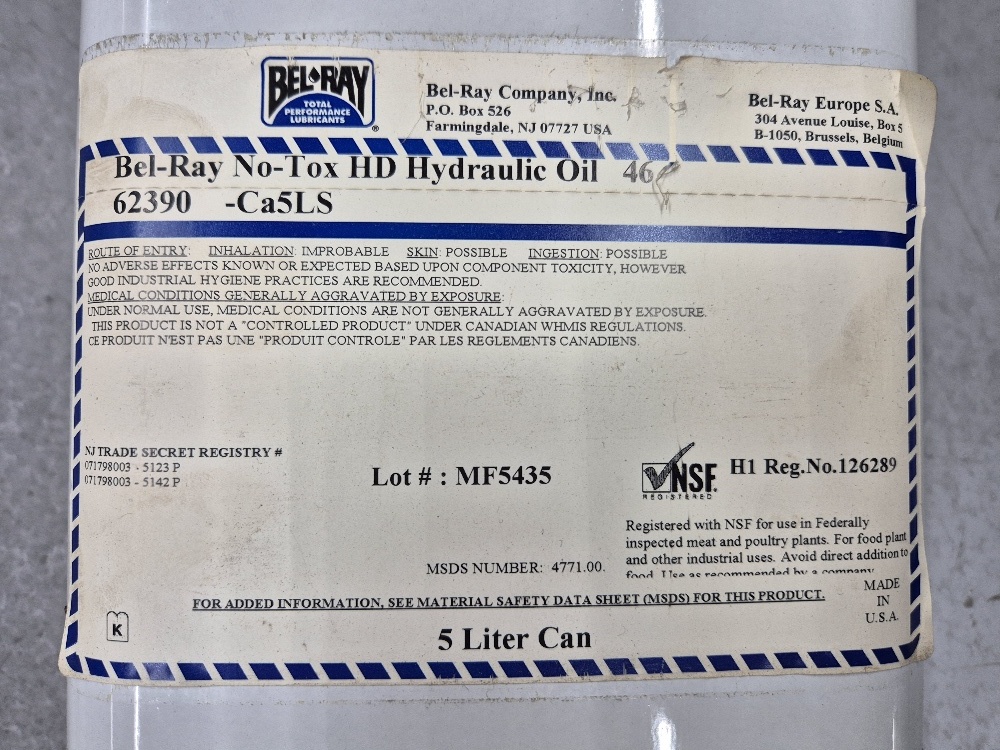 BEL-RAY
TOTAL
PERFORMANCE
LUBRICANTS
®
Bel-Ray Company, Inc.
P.O. Box 526
Farmingdale, NJ 07727 USA
Bel-Ray Europe S.A.
304 Avenue Louise, Box 5
B-1050, Brussels, Belgium
Bel-Ray No-Tox HD Hydraulic Oil 46
62390 -Ca5LS
ROUTE OF ENTRY: INHALATION: IMPROBABLE SKIN: POSSIBLE INGESTION: POSSIBLE
NO ADVERSE EFFECTS KNOWN OR EXPECTED BASED UPON COMPONENT TOXICITY, HOWEVER
GOOD INDUSTRIAL HYGIENE PRACTICES ARE RECOMMENDED.
MEDICAL CONDITIONS GENERALLY AGGRAVATED BY EXPOSURE:
UNDER NORMAL USE, MEDICAL CONDITIONS ARE NOT GENERALLY AGGRAVATED BY EXPOSURE.
THIS PRODUCT IS NOT A "CONTROLLED PRODUCT" UNDER CANADIAN WHMIS REGULATIONS.
CE PRODUIT N'EST PAS UNE "PRODUIT CONTROLE" PAR LES REGLEMENTS CANADIENS.
NJ TRADE SECRET REGISTRY #
071798003 - 5123 P
071798003 - 5142 P
Lot # : MF5435
NSF
REGISTERED
H1 Reg.No.126289
Registered with NSF for use in Federally
inspected meat and poultry plants. For food plant
and other industrial uses. Avoid direct addition to
food. Use as recommended by a company
MSDS NUMBER: 4771.00.
FOR ADDED INFORMATION, SEE MATERIAL SAFETY DATA SHEET (MSDS) FOR THIS PRODUCT.
MADE
IN
U.S.A.
K
5 Liter Can